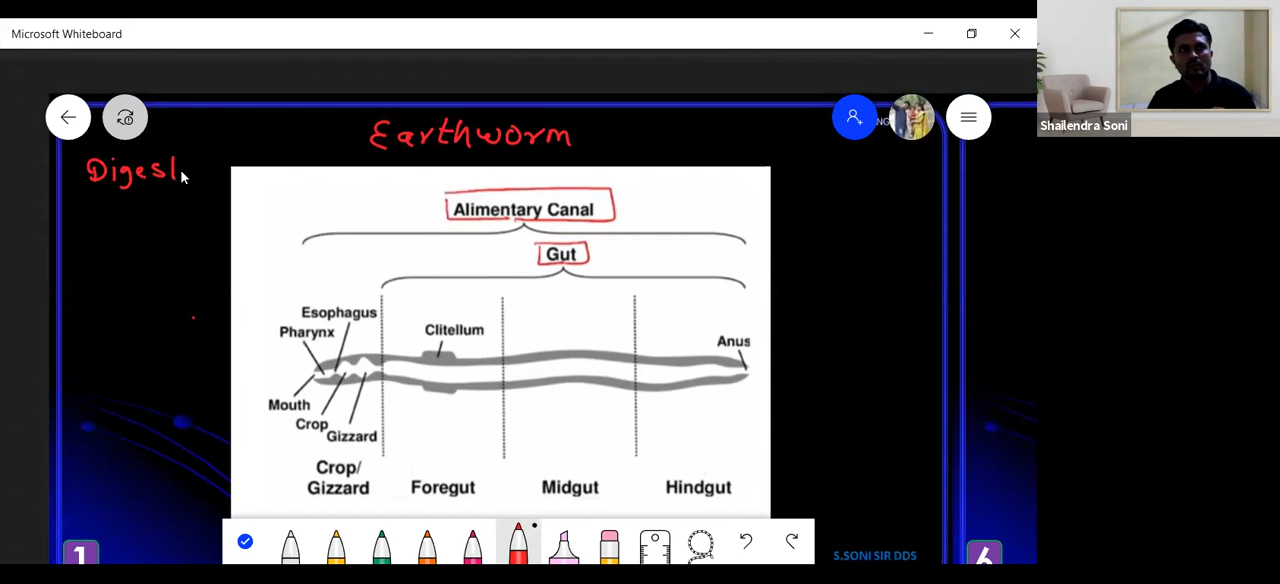 Microsoft Whiteboard
Shailendra Soni
NG
Earthworm
Digest
Alimentary Canal
Gut
Esophagus
Pharynx
Clitellum
Anus
Mouth
Crop
Gizzard
Crop/
Gizzard
Foregut
Midgut
Hindgut
1
S.SONI SIR DDS
6